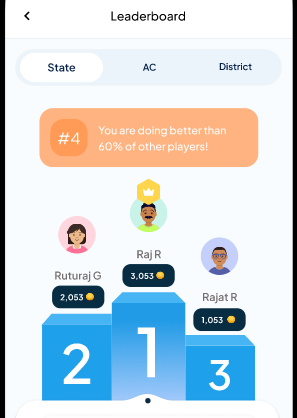 Leaderboard
State AC District
#4 You are doing better than
60% of other players!
Raj R
3,053
Ruturaj G
2,053
Rajat R
1,053
2 1 3